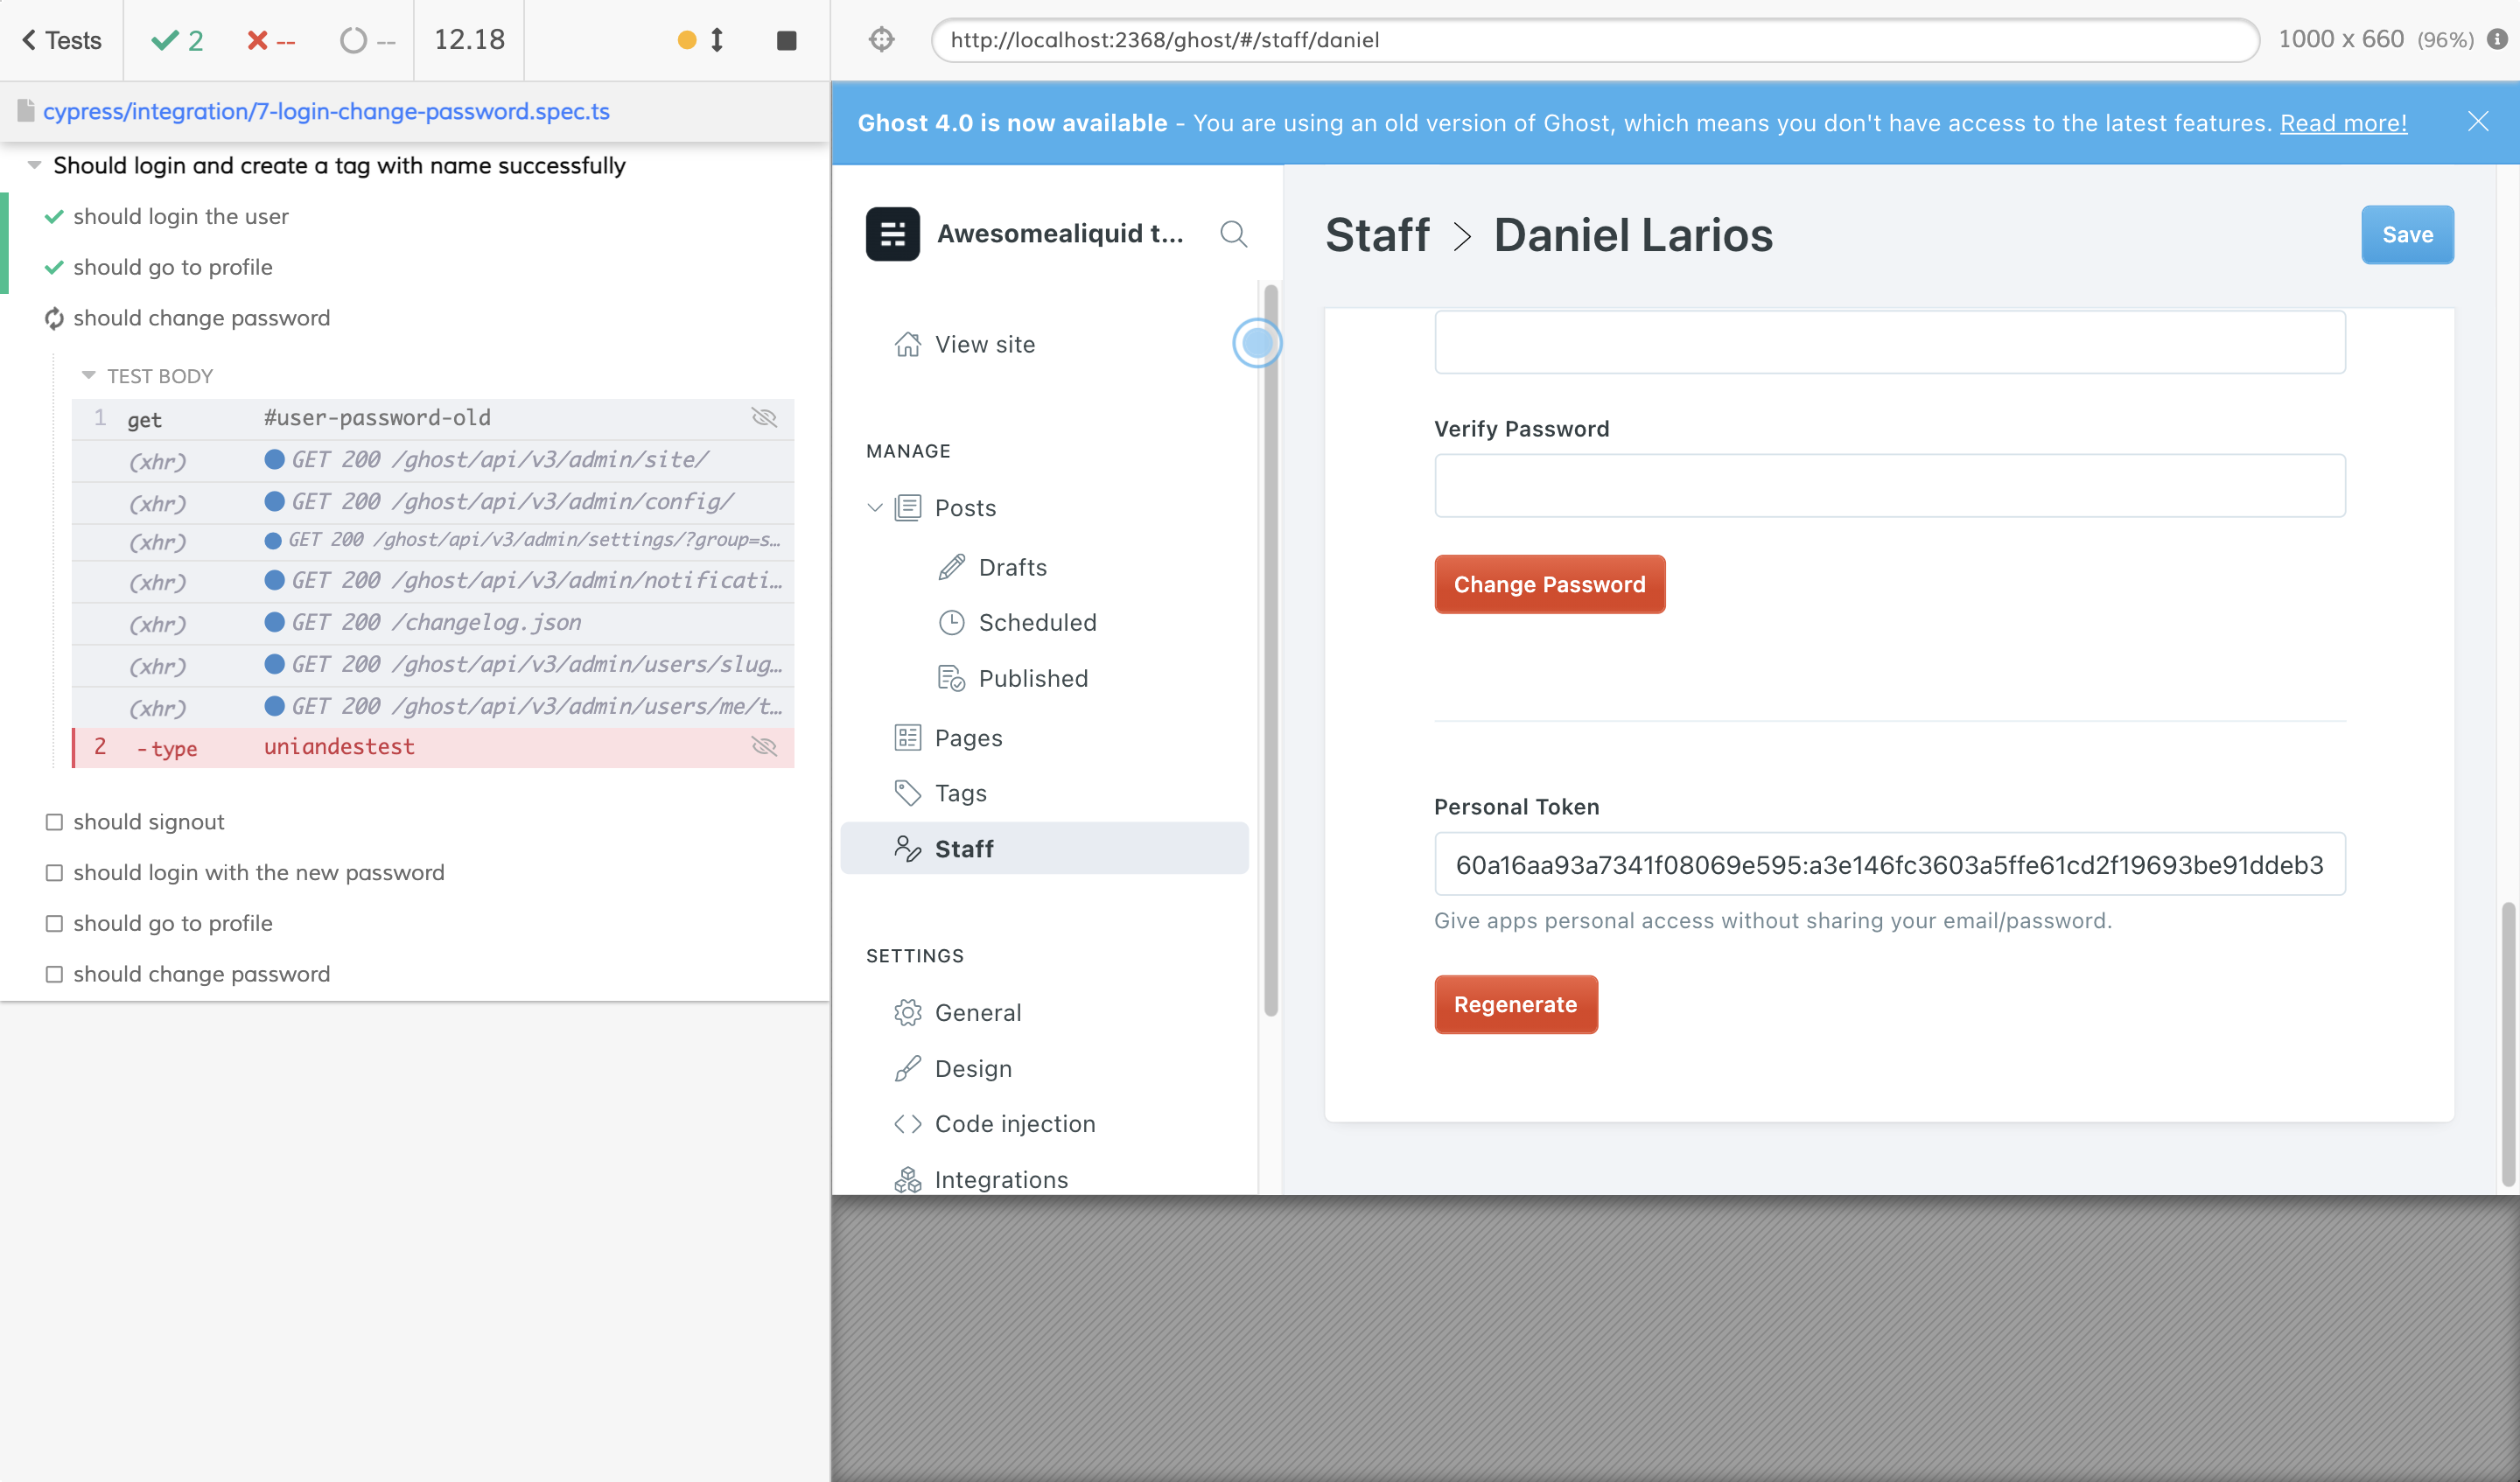 Tests
2
--
--
12.18
cypress/integration/7-login-change-password.spec.ts
Should login and create a tag with name successfully
should login the user
should go to profile
should change password
TEST BODY
1 get #user-password-old
(xhr) GET 200 /ghost/api/v3/admin/site/
(xhr) GET 200 /ghost/api/v3/admin/config/
(xhr) GET 200 /ghost/api/v3/admin/settings/?group=s...
(xhr) GET 200 /ghost/api/v3/admin/notificati...
(xhr) GET 200 /changelog.json
(xhr) GET 200 /ghost/api/v3/admin/users/slug...
(xhr) GET 200 /ghost/api/v3/admin/users/me/t...
2 -type uniandestest
should signout
should login with the new password
should go to profile
should change password
http://localhost:2368/ghost/#/staff/daniel
1000 x 660 (96%)
Ghost 4.0 is now available - You are using an old version of Ghost, which means you don't have access to the latest features. Read more!
Awesomealiquid t...
View site
MANAGE
Posts
Drafts
Scheduled
Published
Pages
Tags
Staff
SETTINGS
General
Design
Code injection
Integrations
Staff > Daniel Larios
Save
Verify Password
Change Password
Personal Token
60a16aa93a7341f08069e595:a3e146fc3603a5ffe61cd2f19693be91ddeb3
Give apps personal access without sharing your email/password.
Regenerate